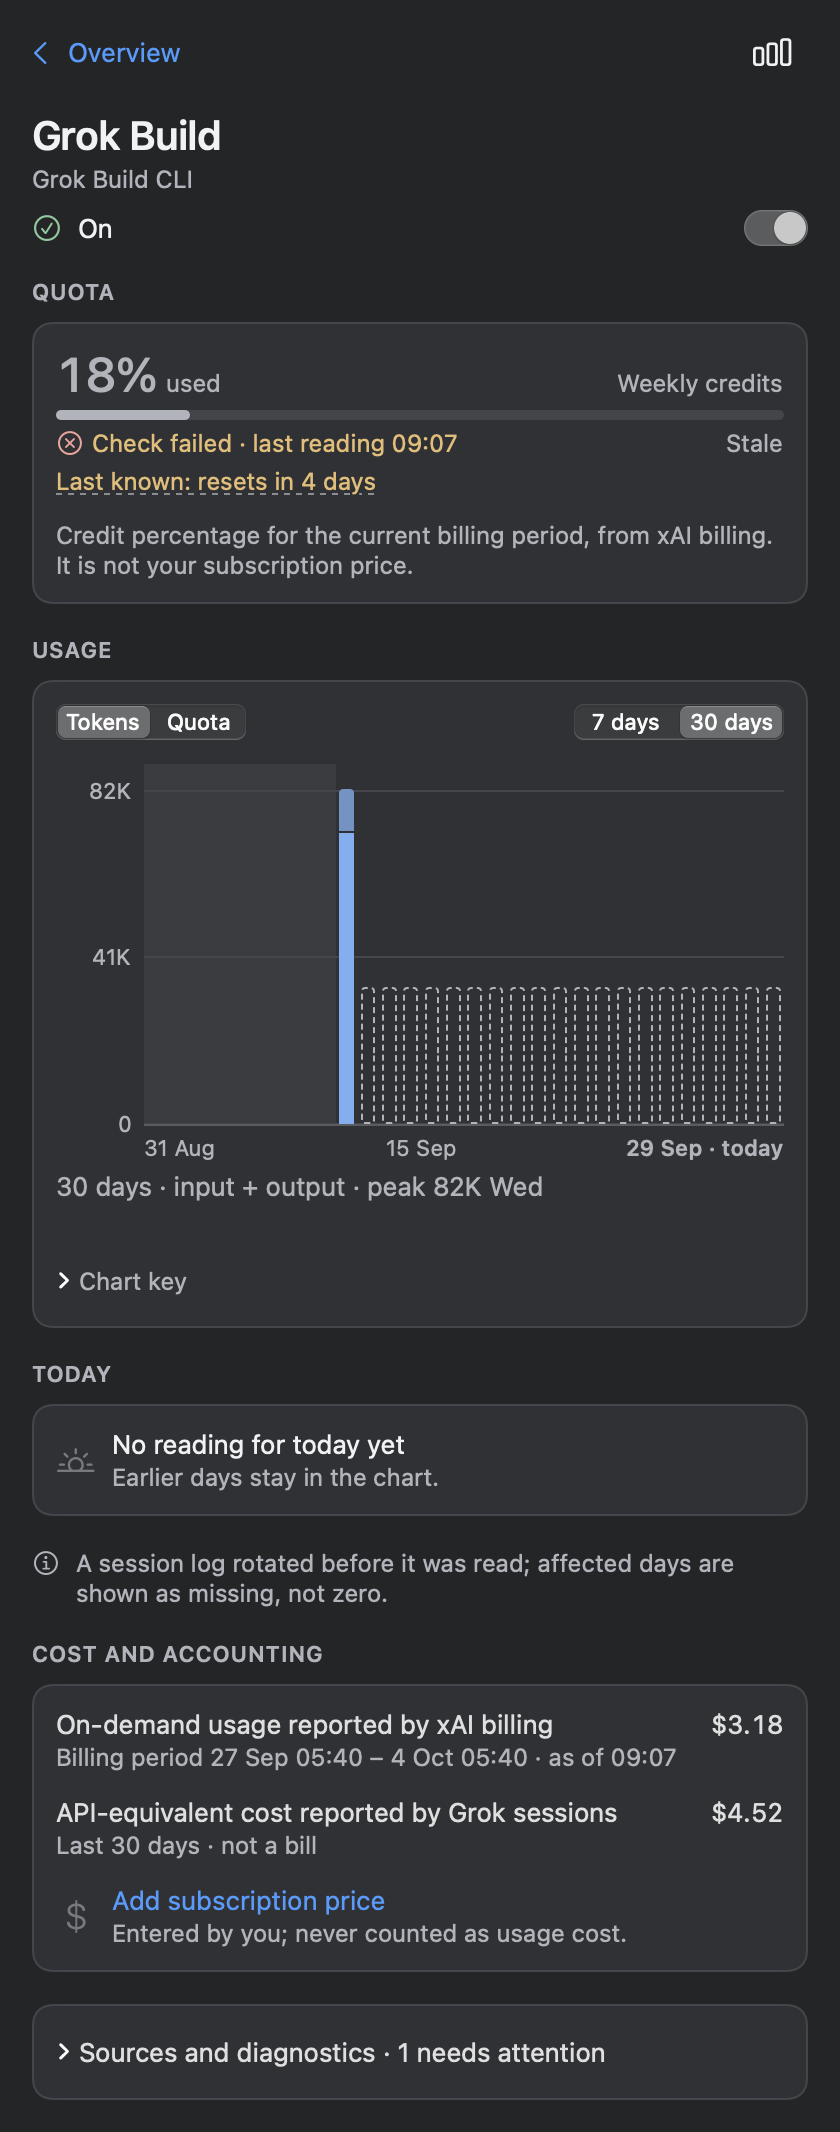 Overview
Grok Build
Grok Build CLI
On
QUOTA
18% used
Weekly credits
Check failed · last reading 09:07
Stale
Last known: resets in 4 days
Credit percentage for the current billing period, from xAI billing.
It is not your subscription price.
USAGE
Tokens
Quota
7 days
30 days
82K
41K
0
31 Aug
15 Sep
29 Sep · today
30 days · input + output · peak 82K Wed
Chart key
TODAY
No reading for today yet
Earlier days stay in the chart.
A session log rotated before it was read; affected days are
shown as missing, not zero.
COST AND ACCOUNTING
On-demand usage reported by xAI billing
$3.18
Billing period 27 Sep 05:40 – 4 Oct 05:40 · as of 09:07
API-equivalent cost reported by Grok sessions
$4.52
Last 30 days · not a bill
$
Add subscription price
Entered by you; never counted as usage cost.
Sources and diagnostics · 1 needs attention